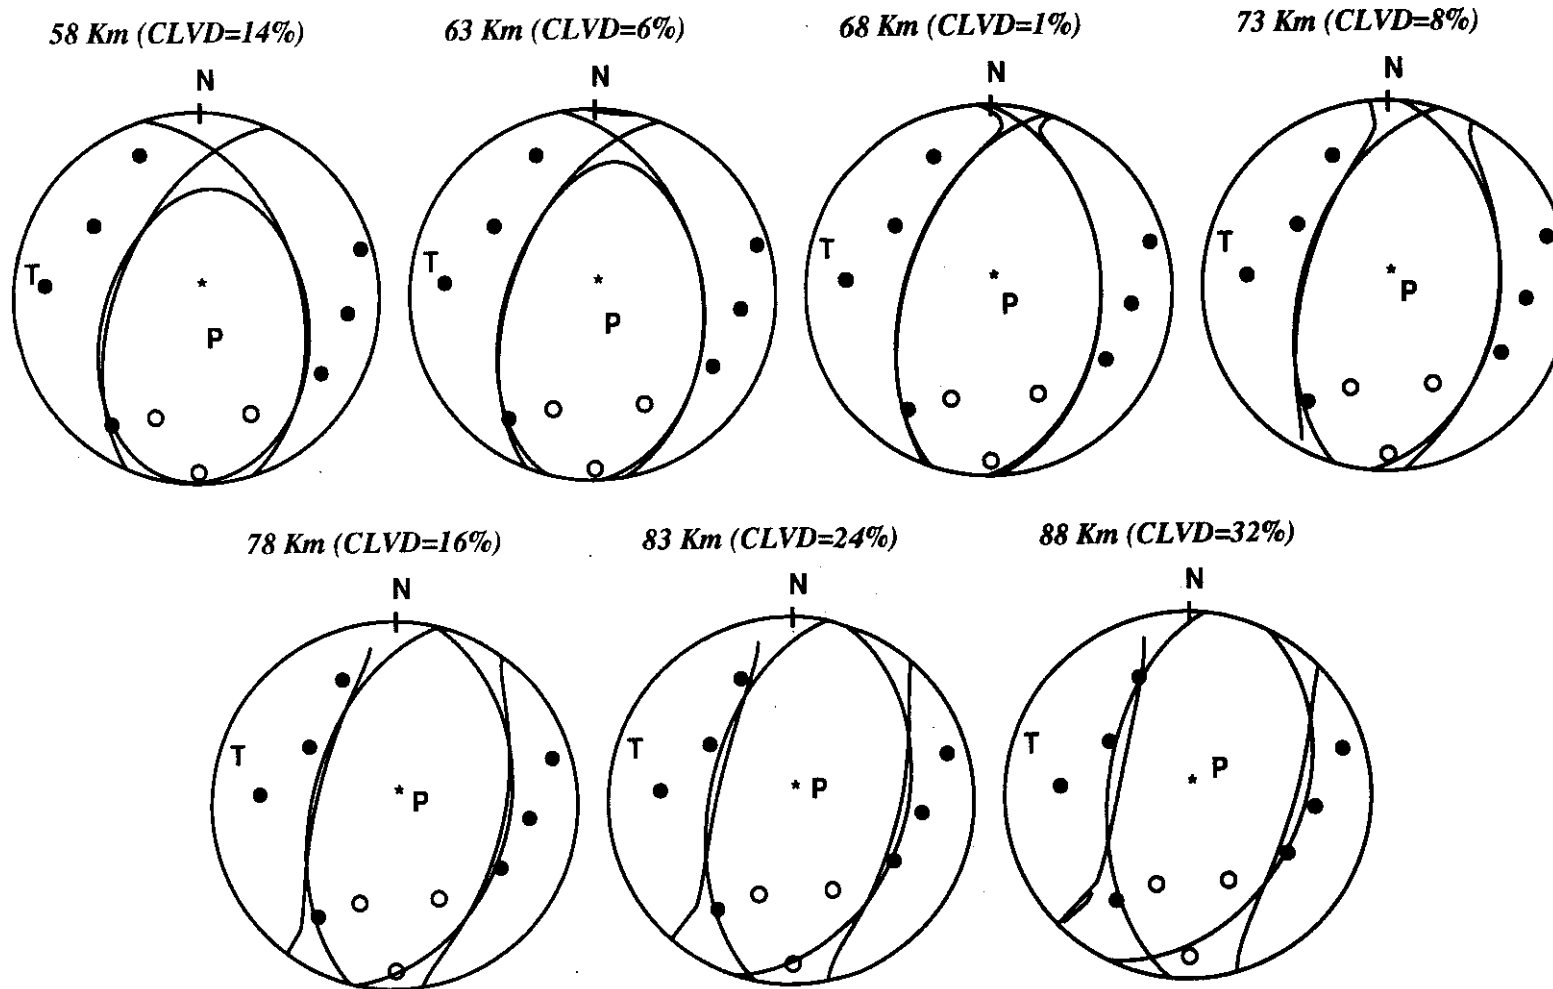 58 Km (CLVD=14%) 63 Km (CLVD=6%) 68 Km (CLVD=1%) 73 Km (CLVD=8%)
N N N N
T T T T
P P P P
78 Km (CLVD=16%) 83 Km (CLVD=24%) 88 Km (CLVD=32%)
N N N
T T T
P P P